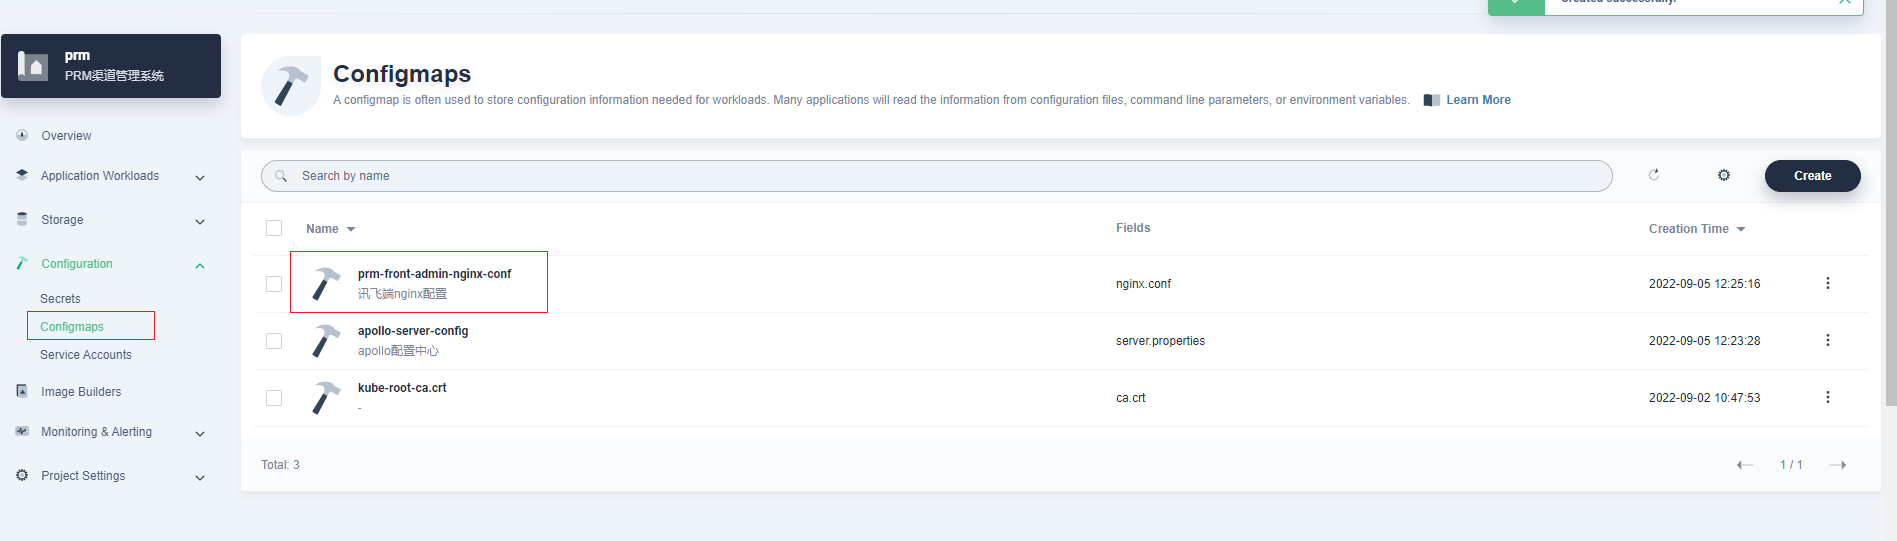 Created successfully.
prm
PRM渠道管理系统
Overview
Application Workloads
Storage
Configuration
Secrets
Configmaps
Service Accounts
Image Builders
Monitoring & Alerting
Project Settings
Configmaps
A configmap is often used to store configuration information needed for workloads. Many applications will read the information from configuration files, command line parameters, or environment variables. Learn More
Search by name
Create
Name Fields Creation Time
prm-front-admin-nginx-conf
讯飞端nginx配置
nginx.conf
2022-09-05 12:25:16
apollo-server-config
apollo配置中心
server.properties
2022-09-05 12:23:28
kube-root-ca.crt
-
ca.crt
2022-09-02 10:47:53
Total: 3
1 / 1